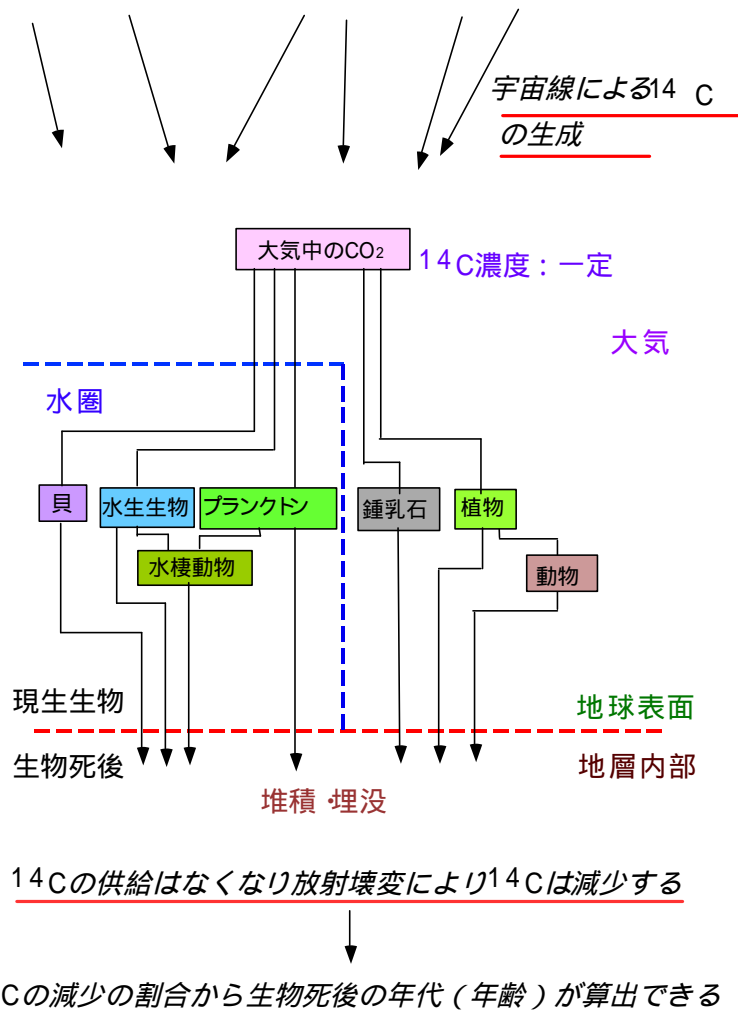 宇宙線による14 C
の生成
大気中のCO2
14C濃度：一定
大気
水圏
貝
水生生物
プランクトン
鍾乳石
植物
水棲動物
動物
現生生物
地球表面
生物死後
地層内部
堆積・埋没
14Cの供給はなくなり放射壊変により14Cは減少する
Cの減少の割合から生物死後の年代（年齢）が算出できる